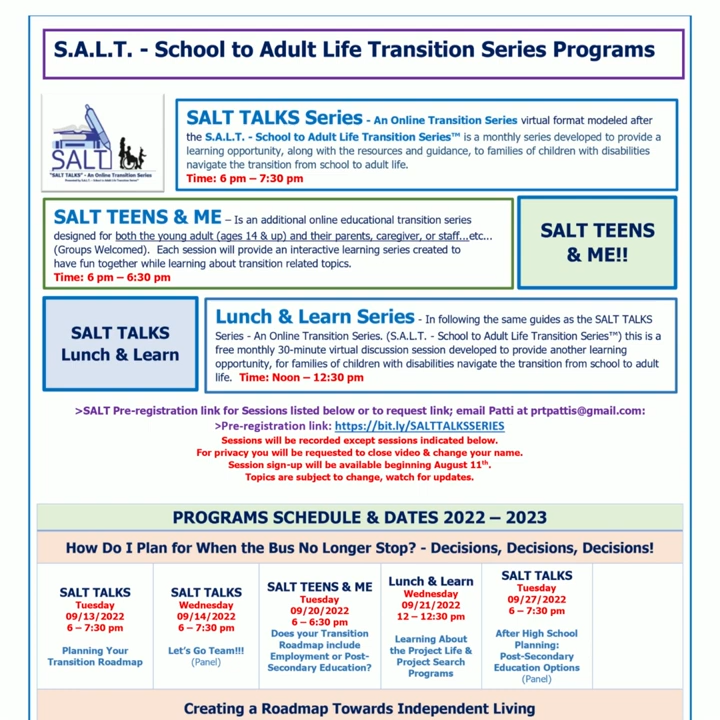 S.A.L.T. - School to Adult Life Transition Series Programs
SALT
"SALT TALKS" - An Online Transition Series
SALT TALKS Series - An Online Transition Series virtual format modeled after
the S.A.L.T. - School to Adult Life Transition Series™ is a monthly series developed to provide a
learning opportunity, along with the resources and guidance, to families of children with disabilities
navigate the transition from school to adult life.
Time: 6 pm – 7:30 pm
SALT TEENS & ME – Is an additional online educational transition series
designed for both the young adult (ages 14 & up) and their parents, caregiver, or staff...etc...
(Groups Welcomed). Each session will provide an interactive learning series created to
have fun together while learning about transition related topics.
Time: 6 pm – 6:30 pm
SALT TEENS
& ME!!
SALT TALKS
Lunch & Learn
Lunch & Learn Series - In following the same guides as the SALT TALKS
Series - An Online Transition Series. (S.A.L.T. - School to Adult Life Transition Series™) this is a
free monthly 30-minute virtual discussion session developed to provide another learning
opportunity, for families of children with disabilities navigate the transition from school to adult
life. Time: Noon – 12:30 pm
>SALT Pre-registration link for Sessions listed below or to request link; email Patti at prtpattis@gmail.com:
>Pre-registration link: https://bit.ly/SALTTALKSSERIES
Sessions will be recorded except sessions indicated below.
For privacy you will be requested to close video & change your name.
Session sign-up will be available beginning August 11th.
Topics are subject to change, watch for updates.
PROGRAMS SCHEDULE & DATES 2022 – 2023
How Do I Plan for When the Bus No Longer Stop? - Decisions, Decisions, Decisions!
SALT TALKS
Tuesday
09/13/2022
6 – 7:30 pm
Planning Your
Transition Roadmap
SALT TALKS
Wednesday
09/14/2022
6 – 7:30 pm
Let's Go Team!!!
(Panel)
SALT TEENS & ME
Tuesday
09/20/2022
6 – 6:30 pm
Does your Transition
Roadmap include
Employment or Post-
Secondary Education?
Lunch & Learn
Wednesday
09/21/2022
12 – 12:30 pm
Learning About
the Project Life &
Project Search
Programs
SALT TALKS
Tuesday
09/27/2022
6 – 7:30 pm
After High School
Planning:
Post-Secondary
Education Options
(Panel)
Creating a Roadmap Towards Independent Living